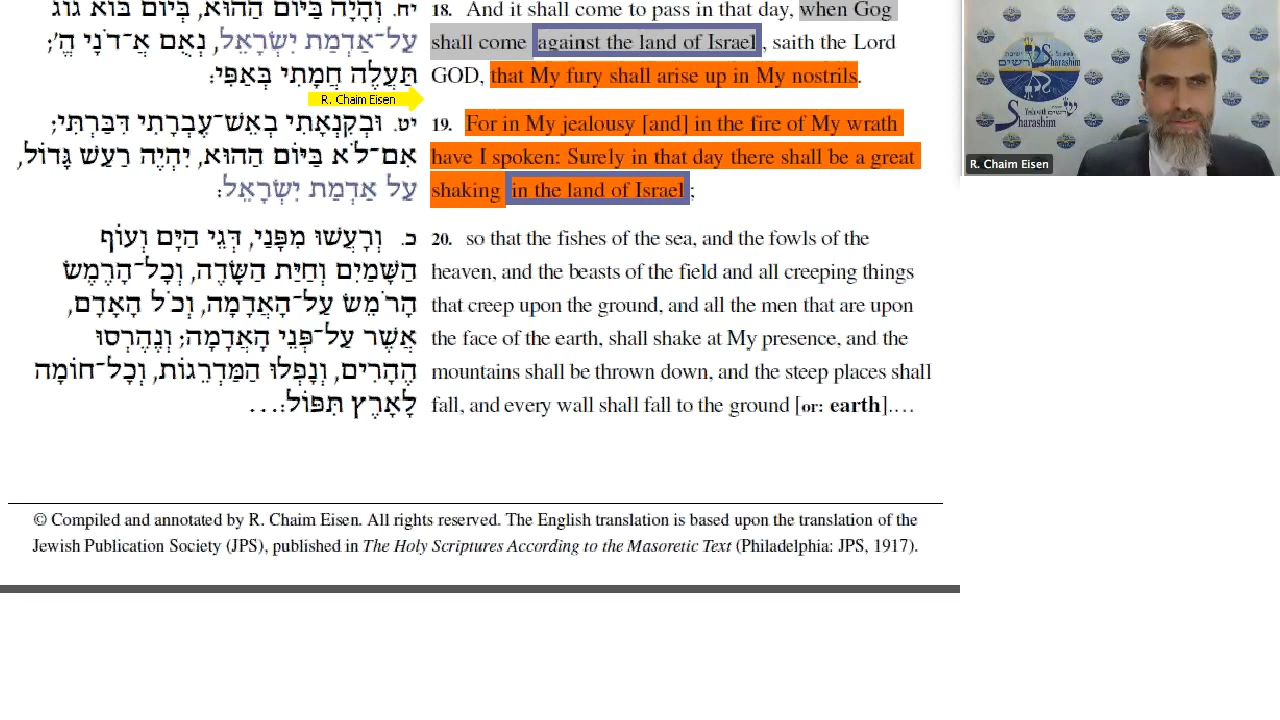 יח. וְהָיָה בַּיּוֹם הַהוּא, בְּיוֹם בּוֹא גוֹג
עַל־אַדְמַת יִשְׂרָאֵל, נְאֻם אֲ־דֹנָי הֱ';
תַּעֲלֶה חֲמָתִי בְּאַפִּי:
יט. וּבְקִנְאָתִי בְאֵשׁ־עֶבְרָתִי דִּבַּרְתִּי;
אִם־לֹא בַּיּוֹם הַהוּא, יִהְיֶה רַעַשׁ גָּדוֹל,
עַל אַדְמַת יִשְׂרָאֵל:
כ. וְרָעֲשׁוּ מִפָּנַי, דְּגֵי הַיָּם וְעוֹף
הַשָּׁמַיִם וְחַיַּת הַשָּׂדֶה, וְכָל־הָרֶמֶשׂ
הָרֹמֵשׂ עַל־הָאֲדָמָה, וְכֹל הָאָדָם,
אֲשֶׁר עַל־פְּנֵי הָאֲדָמָה; וְנֶהֶרְסוּ
הֶהָרִים, וְנָפְלוּ הַמַּדְרֵגוֹת, וְכָל־חוֹמָה
לָאָרֶץ תִּפּוֹל:...
18. And it shall come to pass in that day, when Gog
shall come against the land of Israel, saith the Lord
GOD, that My fury shall arise up in My nostrils.
R. Chaim Eisen
19. For in My jealousy [and] in the fire of My wrath
have I spoken: Surely in that day there shall be a great
shaking in the land of Israel;
20. so that the fishes of the sea, and the fowls of the
heaven, and the beasts of the field and all creeping things
that creep upon the ground, and all the men that are upon
the face of the earth, shall shake at My presence, and the
mountains shall be thrown down, and the steep places shall
fall, and every wall shall fall to the ground [or: earth]....
© Compiled and annotated by R. Chaim Eisen. All rights reserved. The English translation is based upon the translation of the
Jewish Publication Society (JPS), published in The Holy Scriptures According to the Masoretic Text (Philadelphia: JPS, 1917).
Sharashim
R. Chaim Eisen